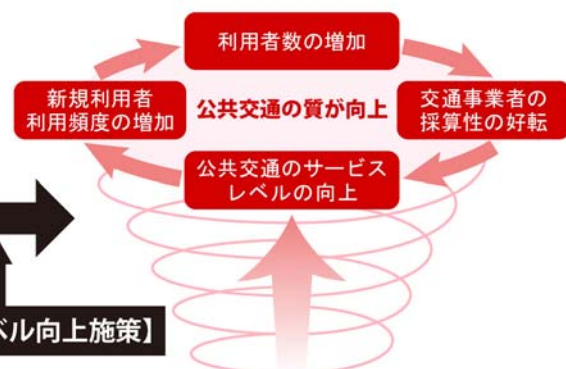 利用者数の増加
新規利用者
利用頻度の増加
公共交通の質が向上
交通事業者の
採算性の好転
公共交通のサービス
レベルの向上
ベル向上施策】